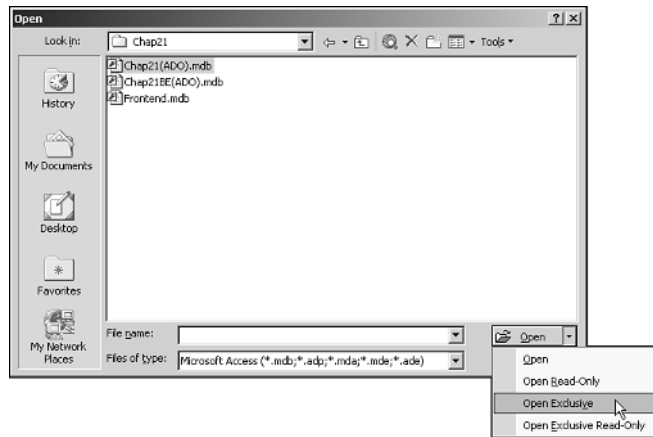 Open
Look in:
Chap21
Tools
Chap21(ADO).mdb
Chap21BE(ADO).mdb
Frontend.mdb
History
My Documents
Desktop
Favorites
My Network
Places
File name:
Files of type:
Microsoft Access (*.mdb;*.adp;*.mda;*.mde;*.ade)
Open
Open
Open Read-Only
Open Exclusive
Open Exclusive Read-Only